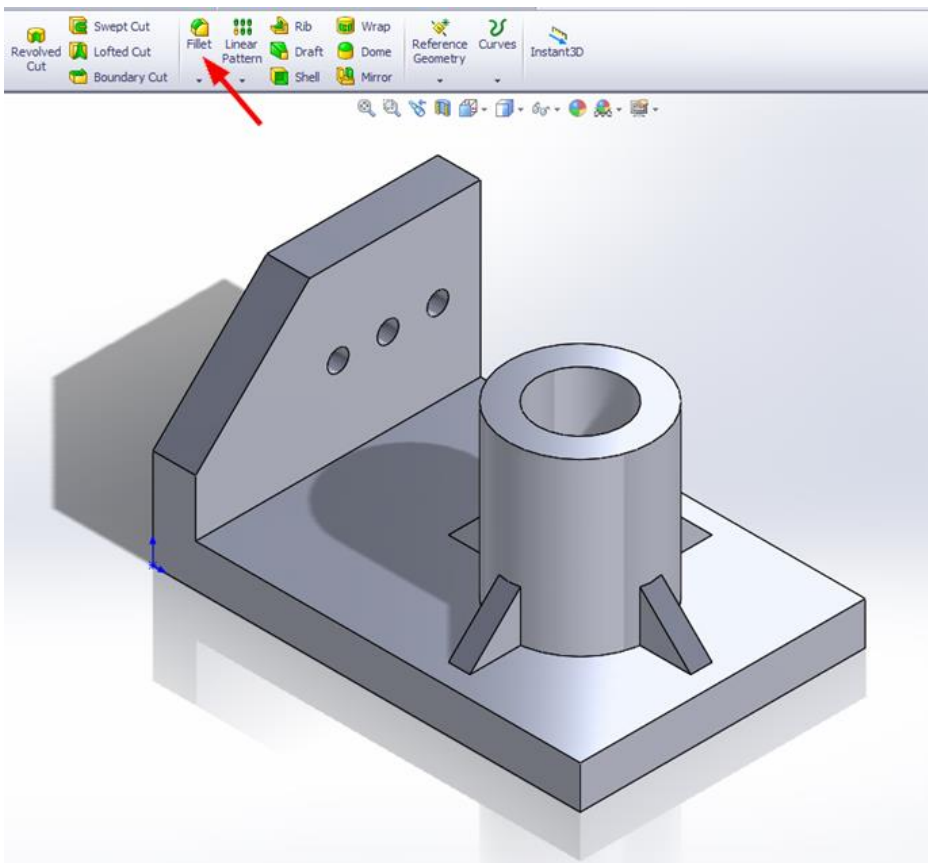 Revolved
Cut
Swept Cut
Lofted Cut
Boundary Cut
Fillet
Linear
Pattern
Rib
Draft
Shell
Wrap
Dome
Mirror
Reference
Geometry
Curves
Instant3D